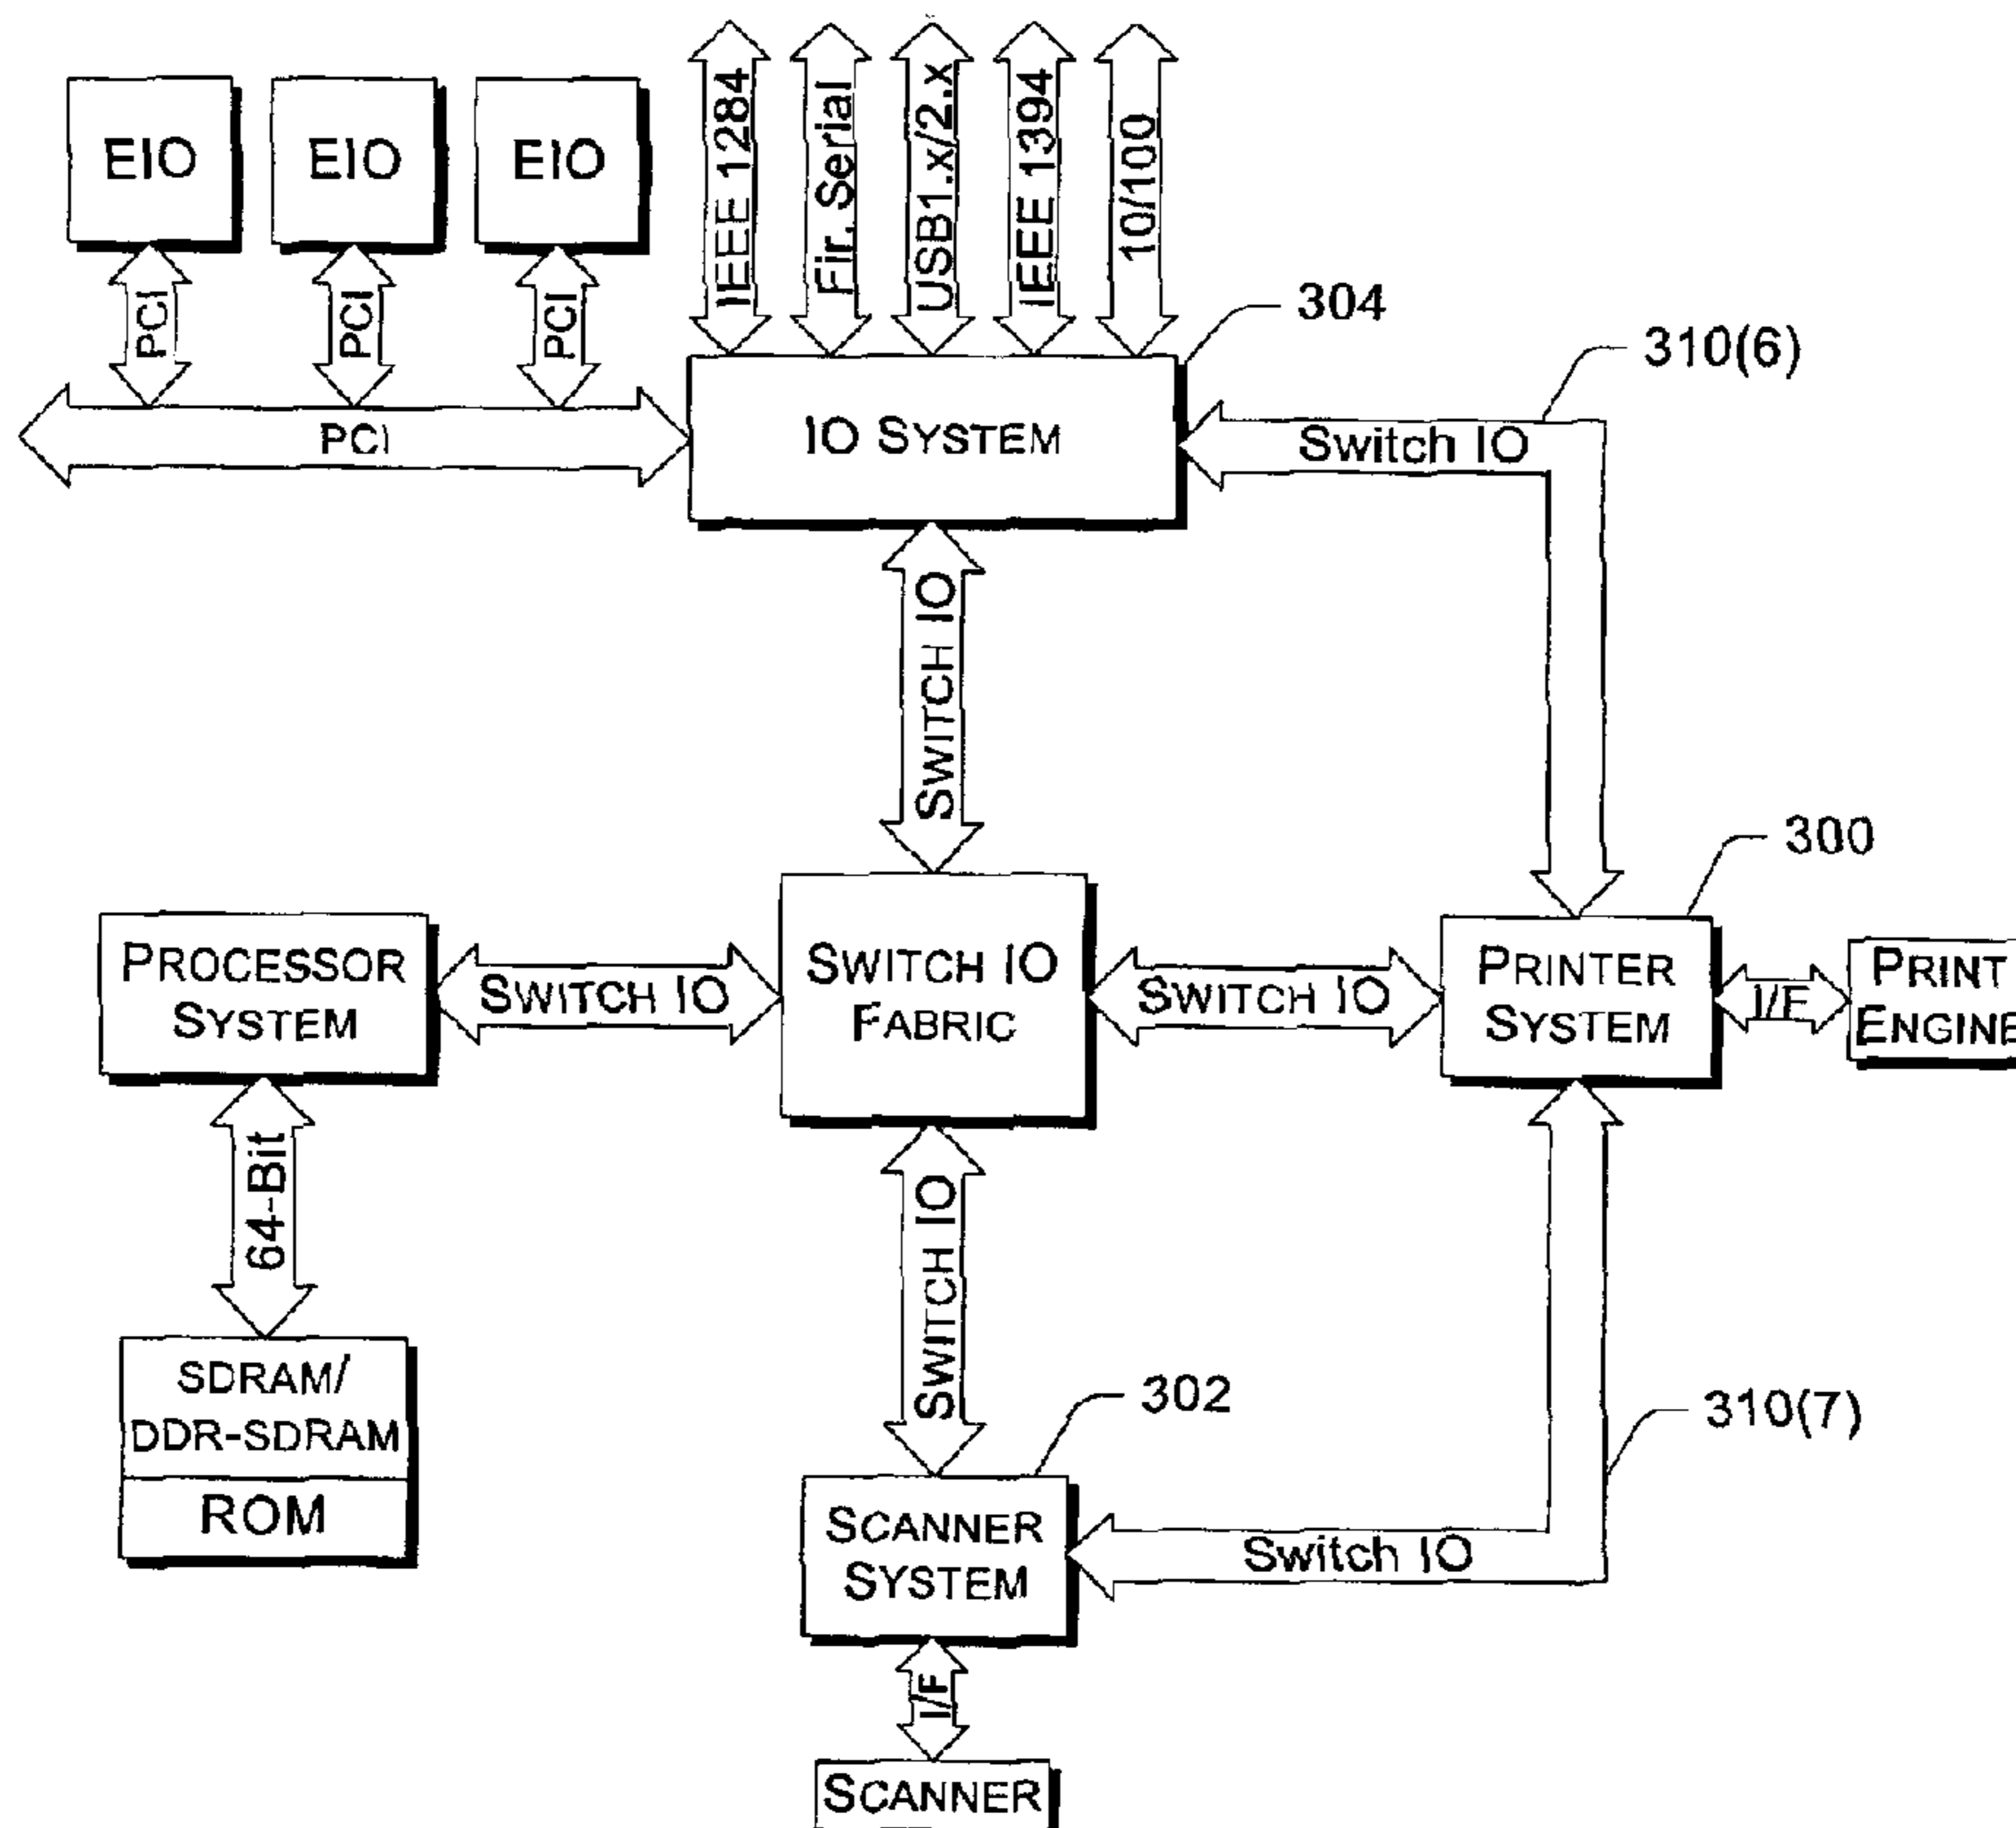 EIO
EIO
EIO
IEEE 1284
Fir. Serial
USB1.x/2.x
IEEE 1394
10/100
PCI
PCI
PCI
304
310(6)
PCI
IO SYSTEM
Switch IO
SWITCH IO
300
PROCESSOR
SYSTEM
SWITCH IO
SWITCH IO
FABRIC
SWITCH IO
PRINTER
SYSTEM
I/F
PRINT
ENGINE
64-Bit
SWITCH IO
SDRAM/
DDR-SDRAM
ROM
302
310(7)
SCANNER
SYSTEM
Switch IO
I/F
SCANNER